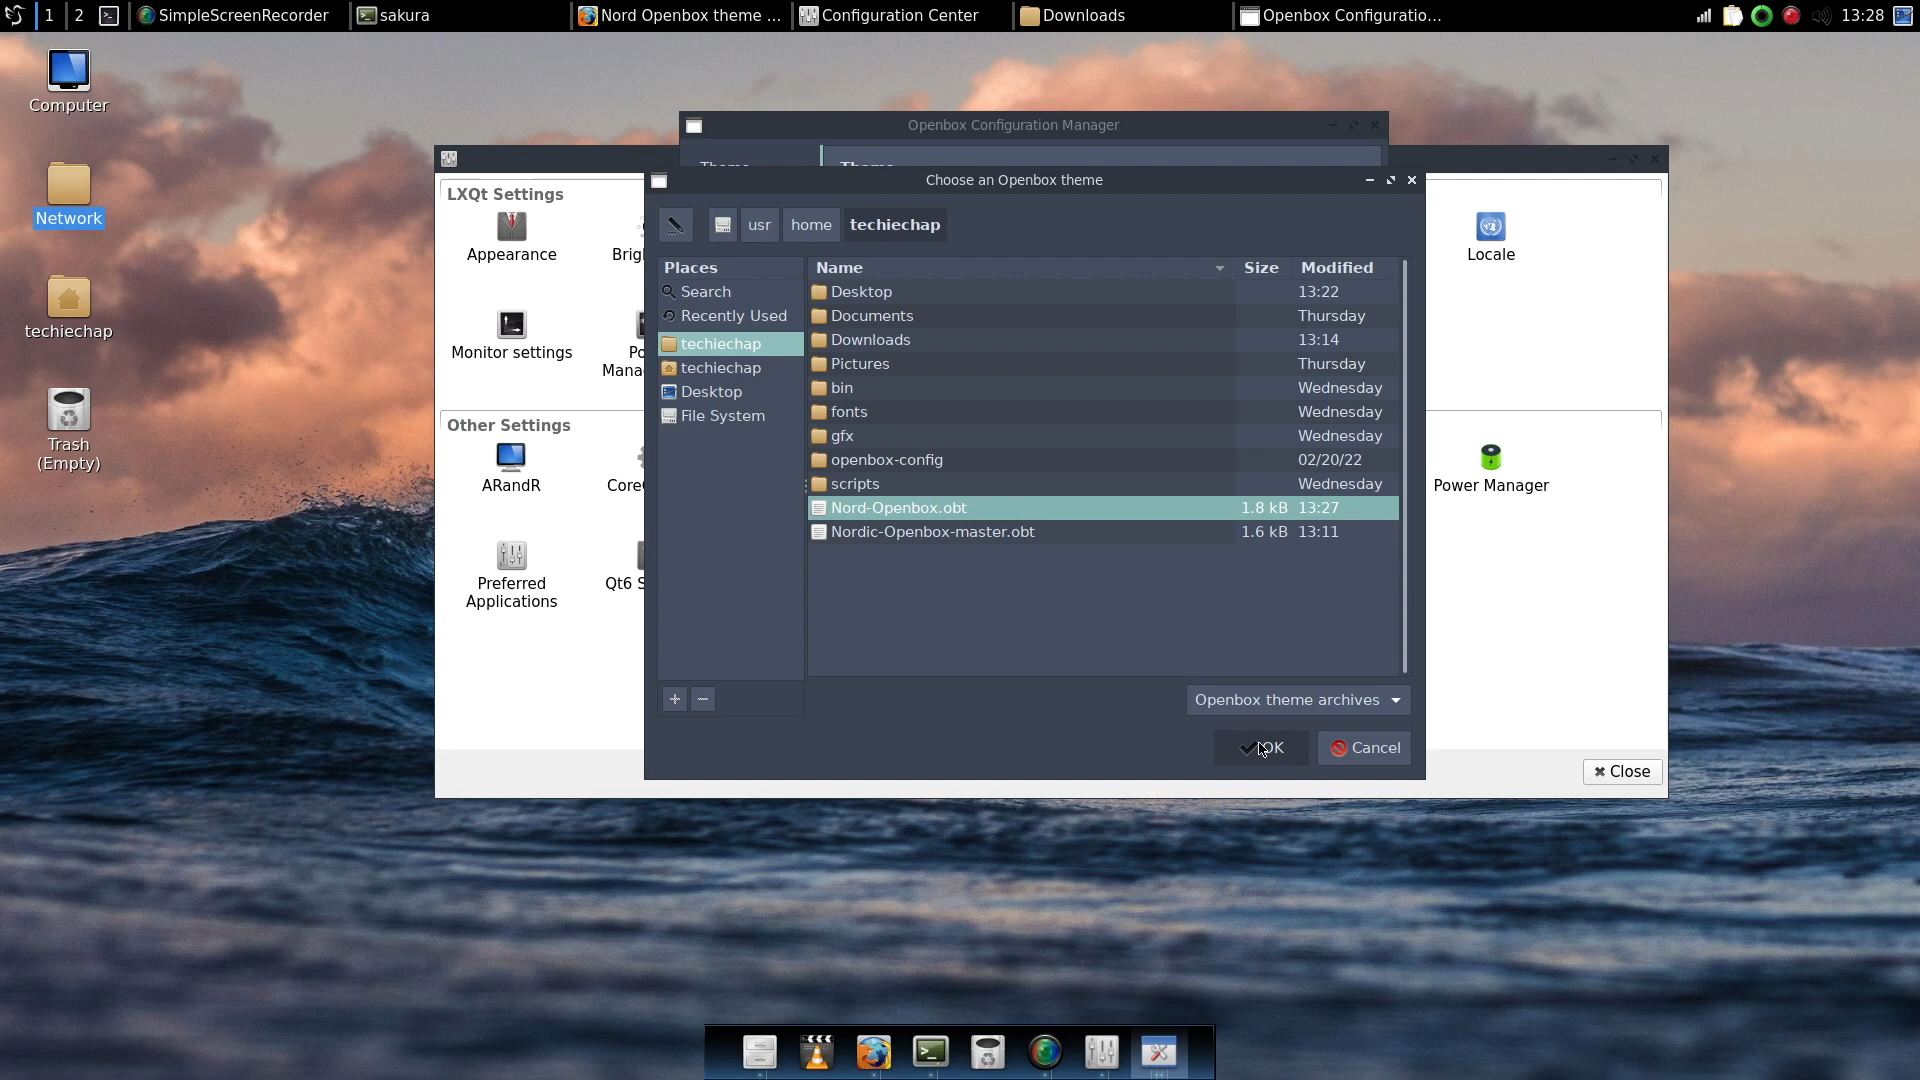 1 2 SimpleScreenRecorder sakura Nord Openbox theme ... Configuration Center Downloads Openbox Configuratio... 13:28
Computer
Network
techiechap
Trash
(Empty)
Openbox Configuration Manager
LXQt Settings
Appearance
Locale
Monitor settings
Other Settings
ARandR
Power Manager
Preferred
Applications
Close
Choose an Openbox theme
usr home techiechap
Places
Search
Recently Used
techiechap
techiechap
Desktop
File System
Name Size Modified
Desktop 13:22
Documents Thursday
Downloads 13:14
Pictures Thursday
bin Wednesday
fonts Wednesday
gfx Wednesday
openbox-config 02/20/22
scripts Wednesday
Nord-Openbox.obt 1.8 kB 13:27
Nordic-Openbox-master.obt 1.6 kB 13:11
Openbox theme archives
OK Cancel